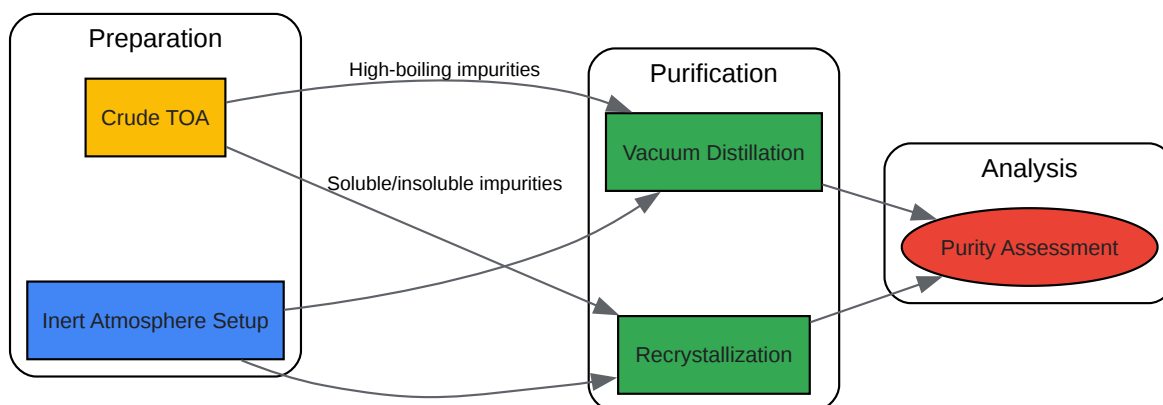 Preparation
Crude TOA
Inert Atmosphere Setup
High-boiling impurities
Soluble/insoluble impurities
Purification
Vacuum Distillation
Recrystallization
Analysis
Purity Assessment